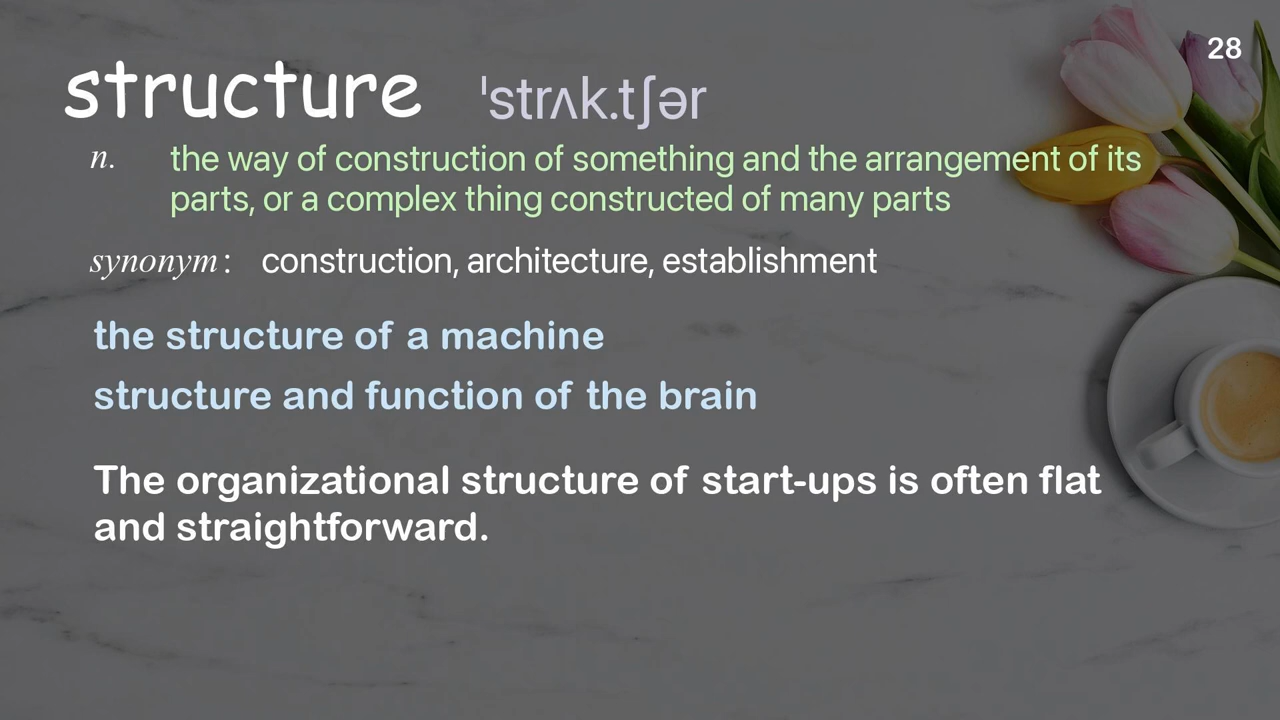 28
structure ˈstrʌk.tʃər
n. the way of construction of something and the arrangement of its
parts, or a complex thing constructed of many parts
synonym: construction, architecture, establishment
the structure of a machine
structure and function of the brain
The organizational structure of start-ups is often flat
and straightforward.